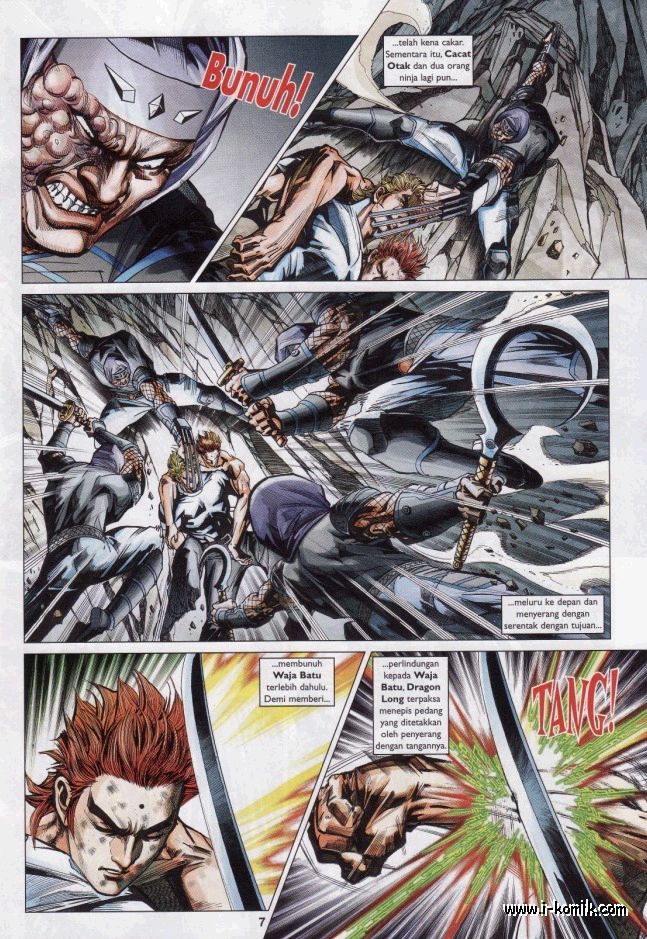 Bunuh!
...telah kena cakar.
Sementara itu, Cacat
Otak dan dua orang
ninja lagi pun...
...meluru ke depan dan
menyerang dengan
serentak dengan tujuan...
...membunuh
Waja Batu
terlebih dahulu.
Demi memberi...
...perlindungan
kepada Waja
Batu, Dragon
Long terpaksa
menepis pedang
yang ditetakkan
oleh penyerang
dengan tangannya.
TANG!
7
www.i-komik.com